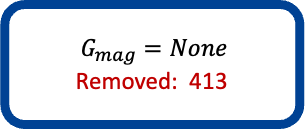 G_mag = None
Removed: 413